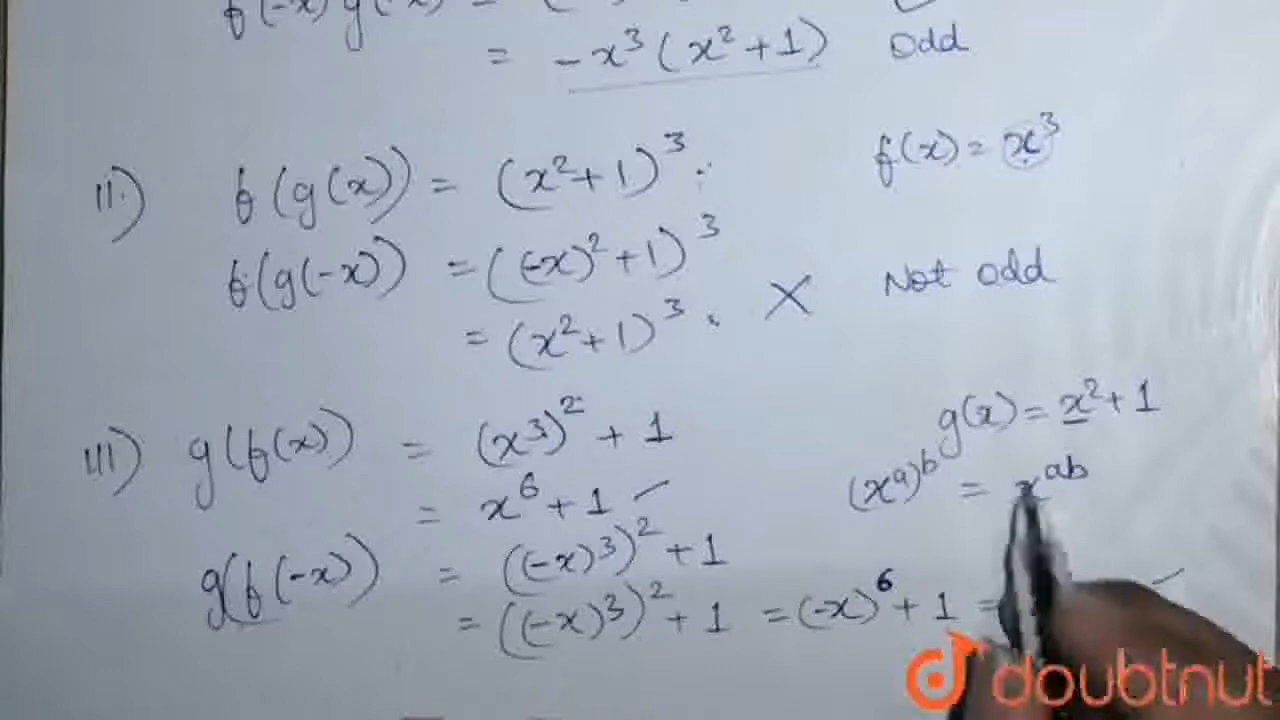 f(-x)g(-x) = (
= -x³(x²+1) Odd
II.) f(g(x)) = (x²+1)³ f(x) = x³
f(g(-x)) = ((-x)²+1)³
= (x²+1)³ X Not odd
III) g(f(x)) = (x³)² + 1 g(x) = x²+1
= x⁶+1 ✓ (xᵃ)ᵇ = xᵃᵇ
g(f(-x)) = ((-x)³)² + 1
= ((-x)³)² + 1 = (-x)⁶ + 1 = ✓
doubtnut